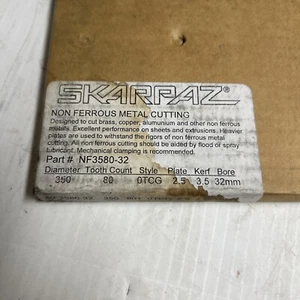 SKARPAZ®
NON FERROUS METAL CUTTING
Designed to cut brass, copper, alumunium and other non ferrous
metals. Excellent performance on sheets and extrusions. Heavier
plates are used to withstand the rigors of non ferrous metal
cutting. All non ferrous cutting should be aided by flood or spray
lubricant. Mechanical clamping is recommended.
Part # NF3580-32
Diameter Tooth Count Style Plate Kerf Bore
350 80 0TCG 2.5 3.5 32mm